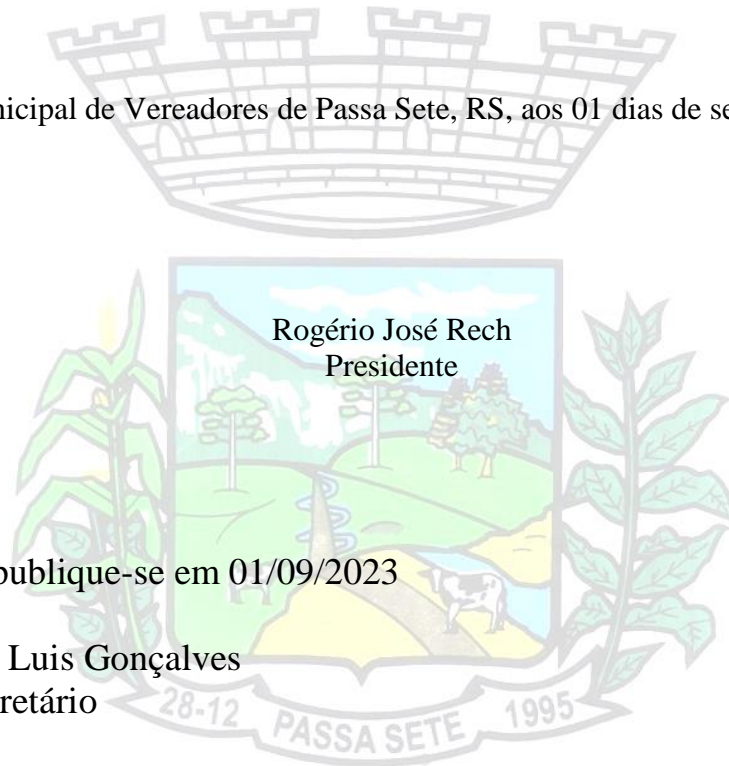 nicipal de Vereadores de Passa Sete, RS, aos 01 dias de se
Rogério José Rech
Presidente
publique-se em 01/09/2023
Luis Gonçalves
retário
28-12 PASSA SETE 1995